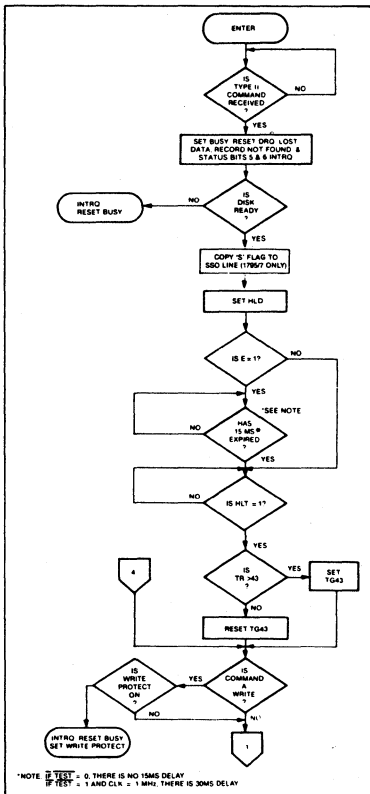 ENTER
IS
TYPE II
COMMAND
RECEIVED
?
NO
YES
SET BUSY RESET DRQ LOST
DATA, RECORD NOT FOUND &
STATUS BITS 5 & 6 INTRQ
INTRQ
RESET BUSY
NO
IS
DISK
READY
?
YES
COPY 'S' FLAG TO
SSO LINE (1795/7 ONLY)
SET HLD
IS E = 1?
NO
YES
*SEE NOTE
HAS
15 MS*
EXPIRED
?
NO
YES
IS HLT = 1?
NO
YES
4
IS
TR >43
?
YES
SET
TG43
NO
RESET TG43
IS
WRITE
PROTECT
ON
?
YES
IS
COMMAND
A
WRITE
?
NO
NO
INTRQ RESET BUSY
SET WRITE PROTECT
1
*NOTE. IF TEST = 0, THERE IS NO 15MS DELAY
IF TEST = 1 AND CLK = 1 MHz, THERE IS 30MS DELAY